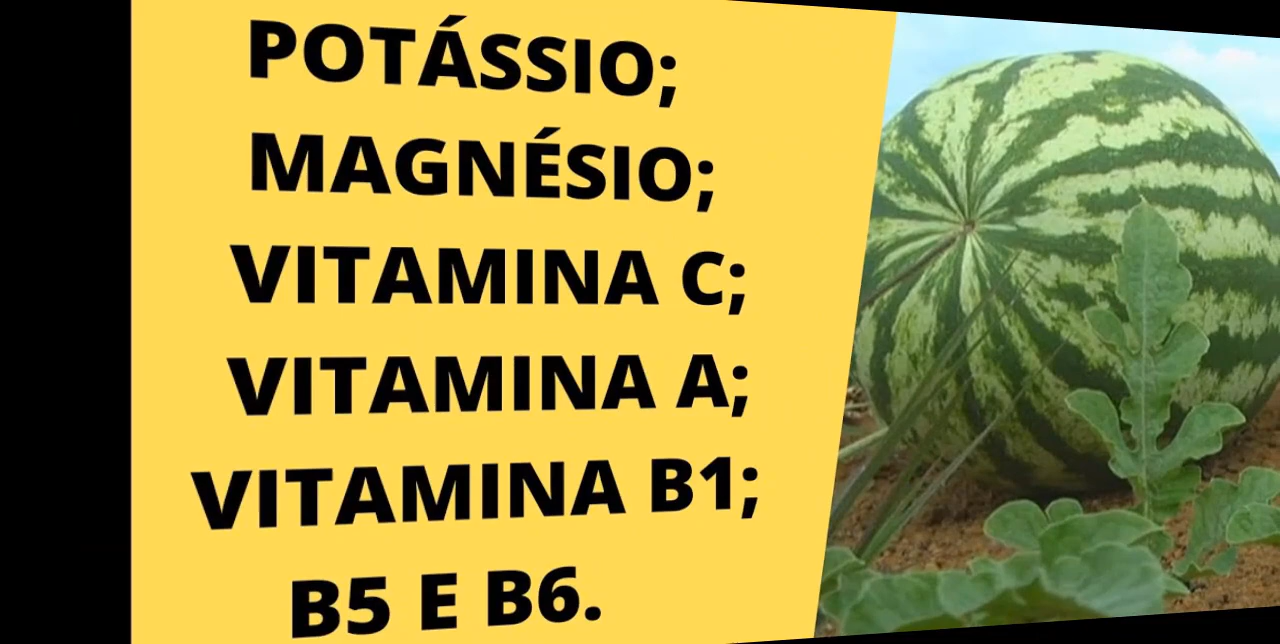 POTÁSSIO;
MAGNÉSIO;
VITAMINA C;
VITAMINA A;
VITAMINA B1;
B5 E B6.